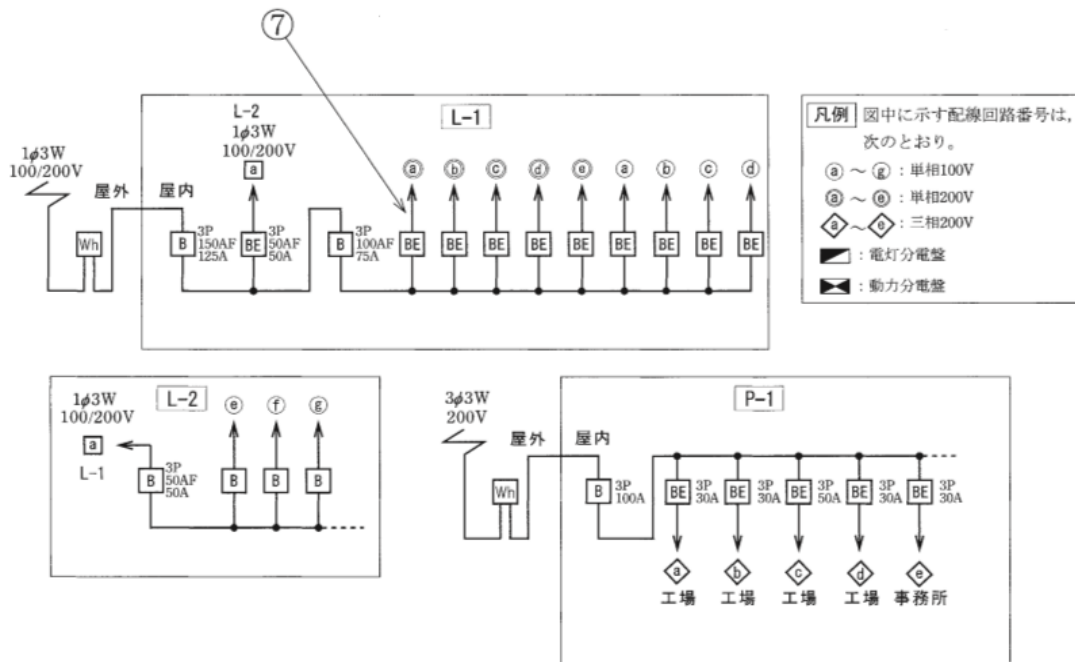 ⑦
L-2
1φ3W
100/200V
a
L-1
1φ3W
100/200V
屋外 屋内
Wh
B 3P 150AF 125A
BE 3P 50AF 50A
B 3P 100AF 75A
ⓐ ⓑ ⓒ ⓓ ⓔ ⓐ ⓑ ⓒ ⓓ
BE BE BE BE BE BE BE BE BE
凡例 図中に示す配線回路番号は,
次のとおり。
ⓐ ~ ⓖ : 単相100V
ⓐ ~ ⓔ : 単相200V
a ~ e : 三相200V
: 電灯分電盤
: 動力分電盤
1φ3W
100/200V
L-2
ⓔ ⓕ ⓖ
a
L-1
B 3P 50AF 50A
B B B
3φ3W
200V
屋外 屋内
P-1
Wh
B 3P 100A
BE 3P 30A
BE 3P 30A
BE 3P 50A
BE 3P 30A
BE 3P 30A
a b c d e
工場 工場 工場 工場 事務所